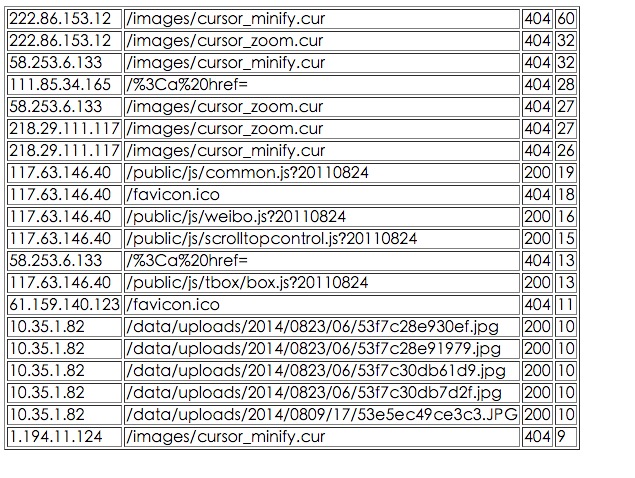 222.86.153.12 /images/cursor_minify.cur 404 60
222.86.153.12 /images/cursor_zoom.cur 404 32
58.253.6.133 /images/cursor_minify.cur 404 32
111.85.34.165 /%3Ca%20href= 404 28
58.253.6.133 /images/cursor_zoom.cur 404 27
218.29.111.117 /images/cursor_zoom.cur 404 27
218.29.111.117 /images/cursor_minify.cur 404 26
117.63.146.40 /public/js/common.js?20110824 200 19
117.63.146.40 /favicon.ico 404 18
117.63.146.40 /public/js/weibo.js?20110824 200 16
117.63.146.40 /public/js/scrolltopcontrol.js?20110824 200 15
58.253.6.133 /%3Ca%20href= 404 13
117.63.146.40 /public/js/tbox/box.js?20110824 200 13
61.159.140.123 /favicon.ico 404 11
10.35.1.82 /data/uploads/2014/0823/06/53f7c28e930ef.jpg 200 10
10.35.1.82 /data/uploads/2014/0823/06/53f7c28e91979.jpg 200 10
10.35.1.82 /data/uploads/2014/0823/06/53f7c30db61d9.jpg 200 10
10.35.1.82 /data/uploads/2014/0823/06/53f7c30db7d2f.jpg 200 10
10.35.1.82 /data/uploads/2014/0809/17/53e5ec49ce3c3.JPG 200 10
1.194.11.124 /images/cursor_minify.cur 404 9